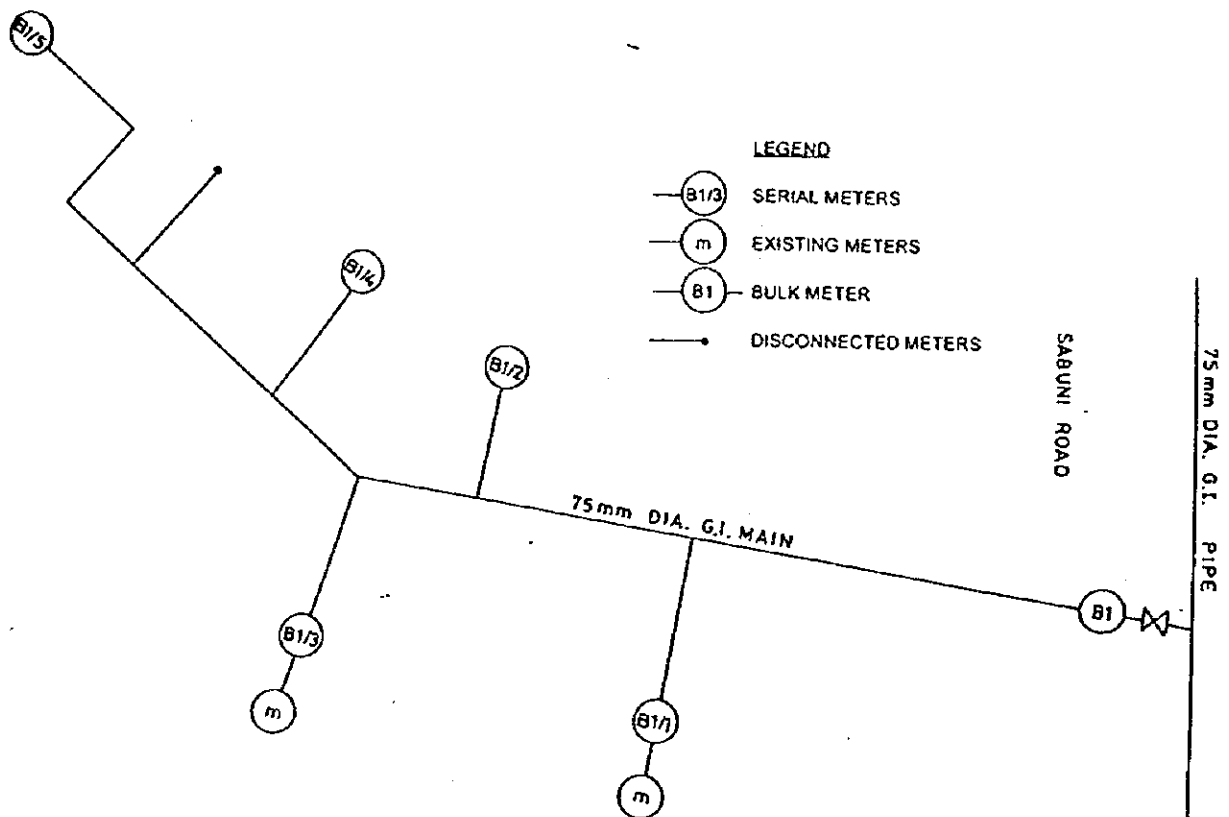 B1/5
LEGEND
B1/3 SERIAL METERS
m EXISTING METERS
B1 BULK METER
DISCONNECTED METERS
B1/4
B1/2
SABUNI ROAD
75mm DIA. G.I. PIPE
75mm DIA. G.I. MAIN
B1
B1/3
m
B1/1
m